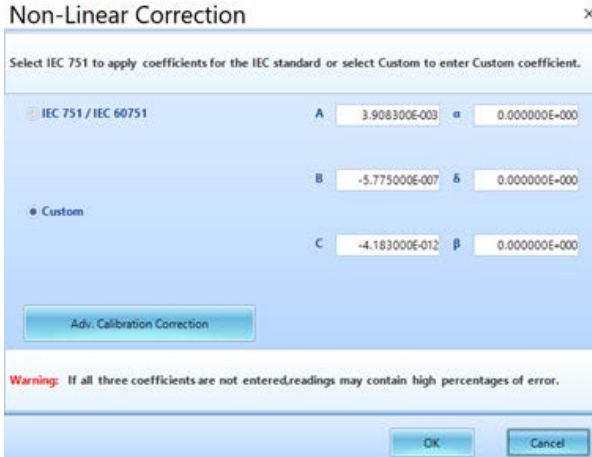 Non-Linear Correction
Select IEC 751 to apply coefficients for the IEC standard or select Custom to enter Custom coefficient.
IEC 751 / IEC 60751 A 3.908300E-003 α 0.000000E+000
B -5.775000E-007 δ 0.000000E+000
Custom
C -4.183000E-012 β 0.000000E+000
Adv. Calibration Correction
Warning: If all three coefficients are not entered,readings may contain high percentages of error.
OK Cancel